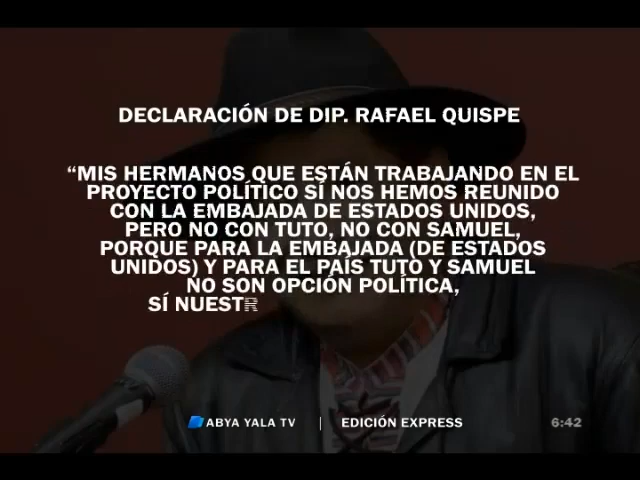 DECLARACIÓN DE DIP. RAFAEL QUISPE
“MIS HERMANOS QUE ESTÁN TRABAJANDO EN EL
PROYECTO POLÍTICO SÍ NOS HEMOS REUNIDO
CON LA EMBAJADA DE ESTADOS UNIDOS,
PERO NO CON TUTO, NO CON SAMUEL,
PORQUE PARA LA EMBAJADA (DE ESTADOS
UNIDOS) Y PARA EL PAÍS TUTO Y SAMUEL
NO SON OPCIÓN POLÍTICA,
SÍ NUESTR
ABYA YALA TV | EDICIÓN EXPRESS 6:42